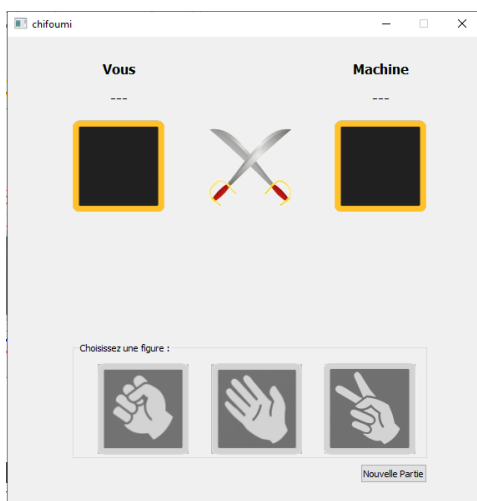 chifoumi
Vous
Machine
---
---
Choisissez une figure :
Nouvelle Partie